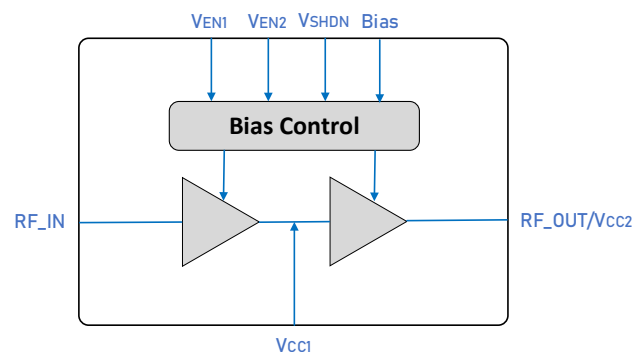 VEN1 VEN2 VSHDN Bias
Bias Control
RF_IN
RF_OUT/VCC2
VCC1